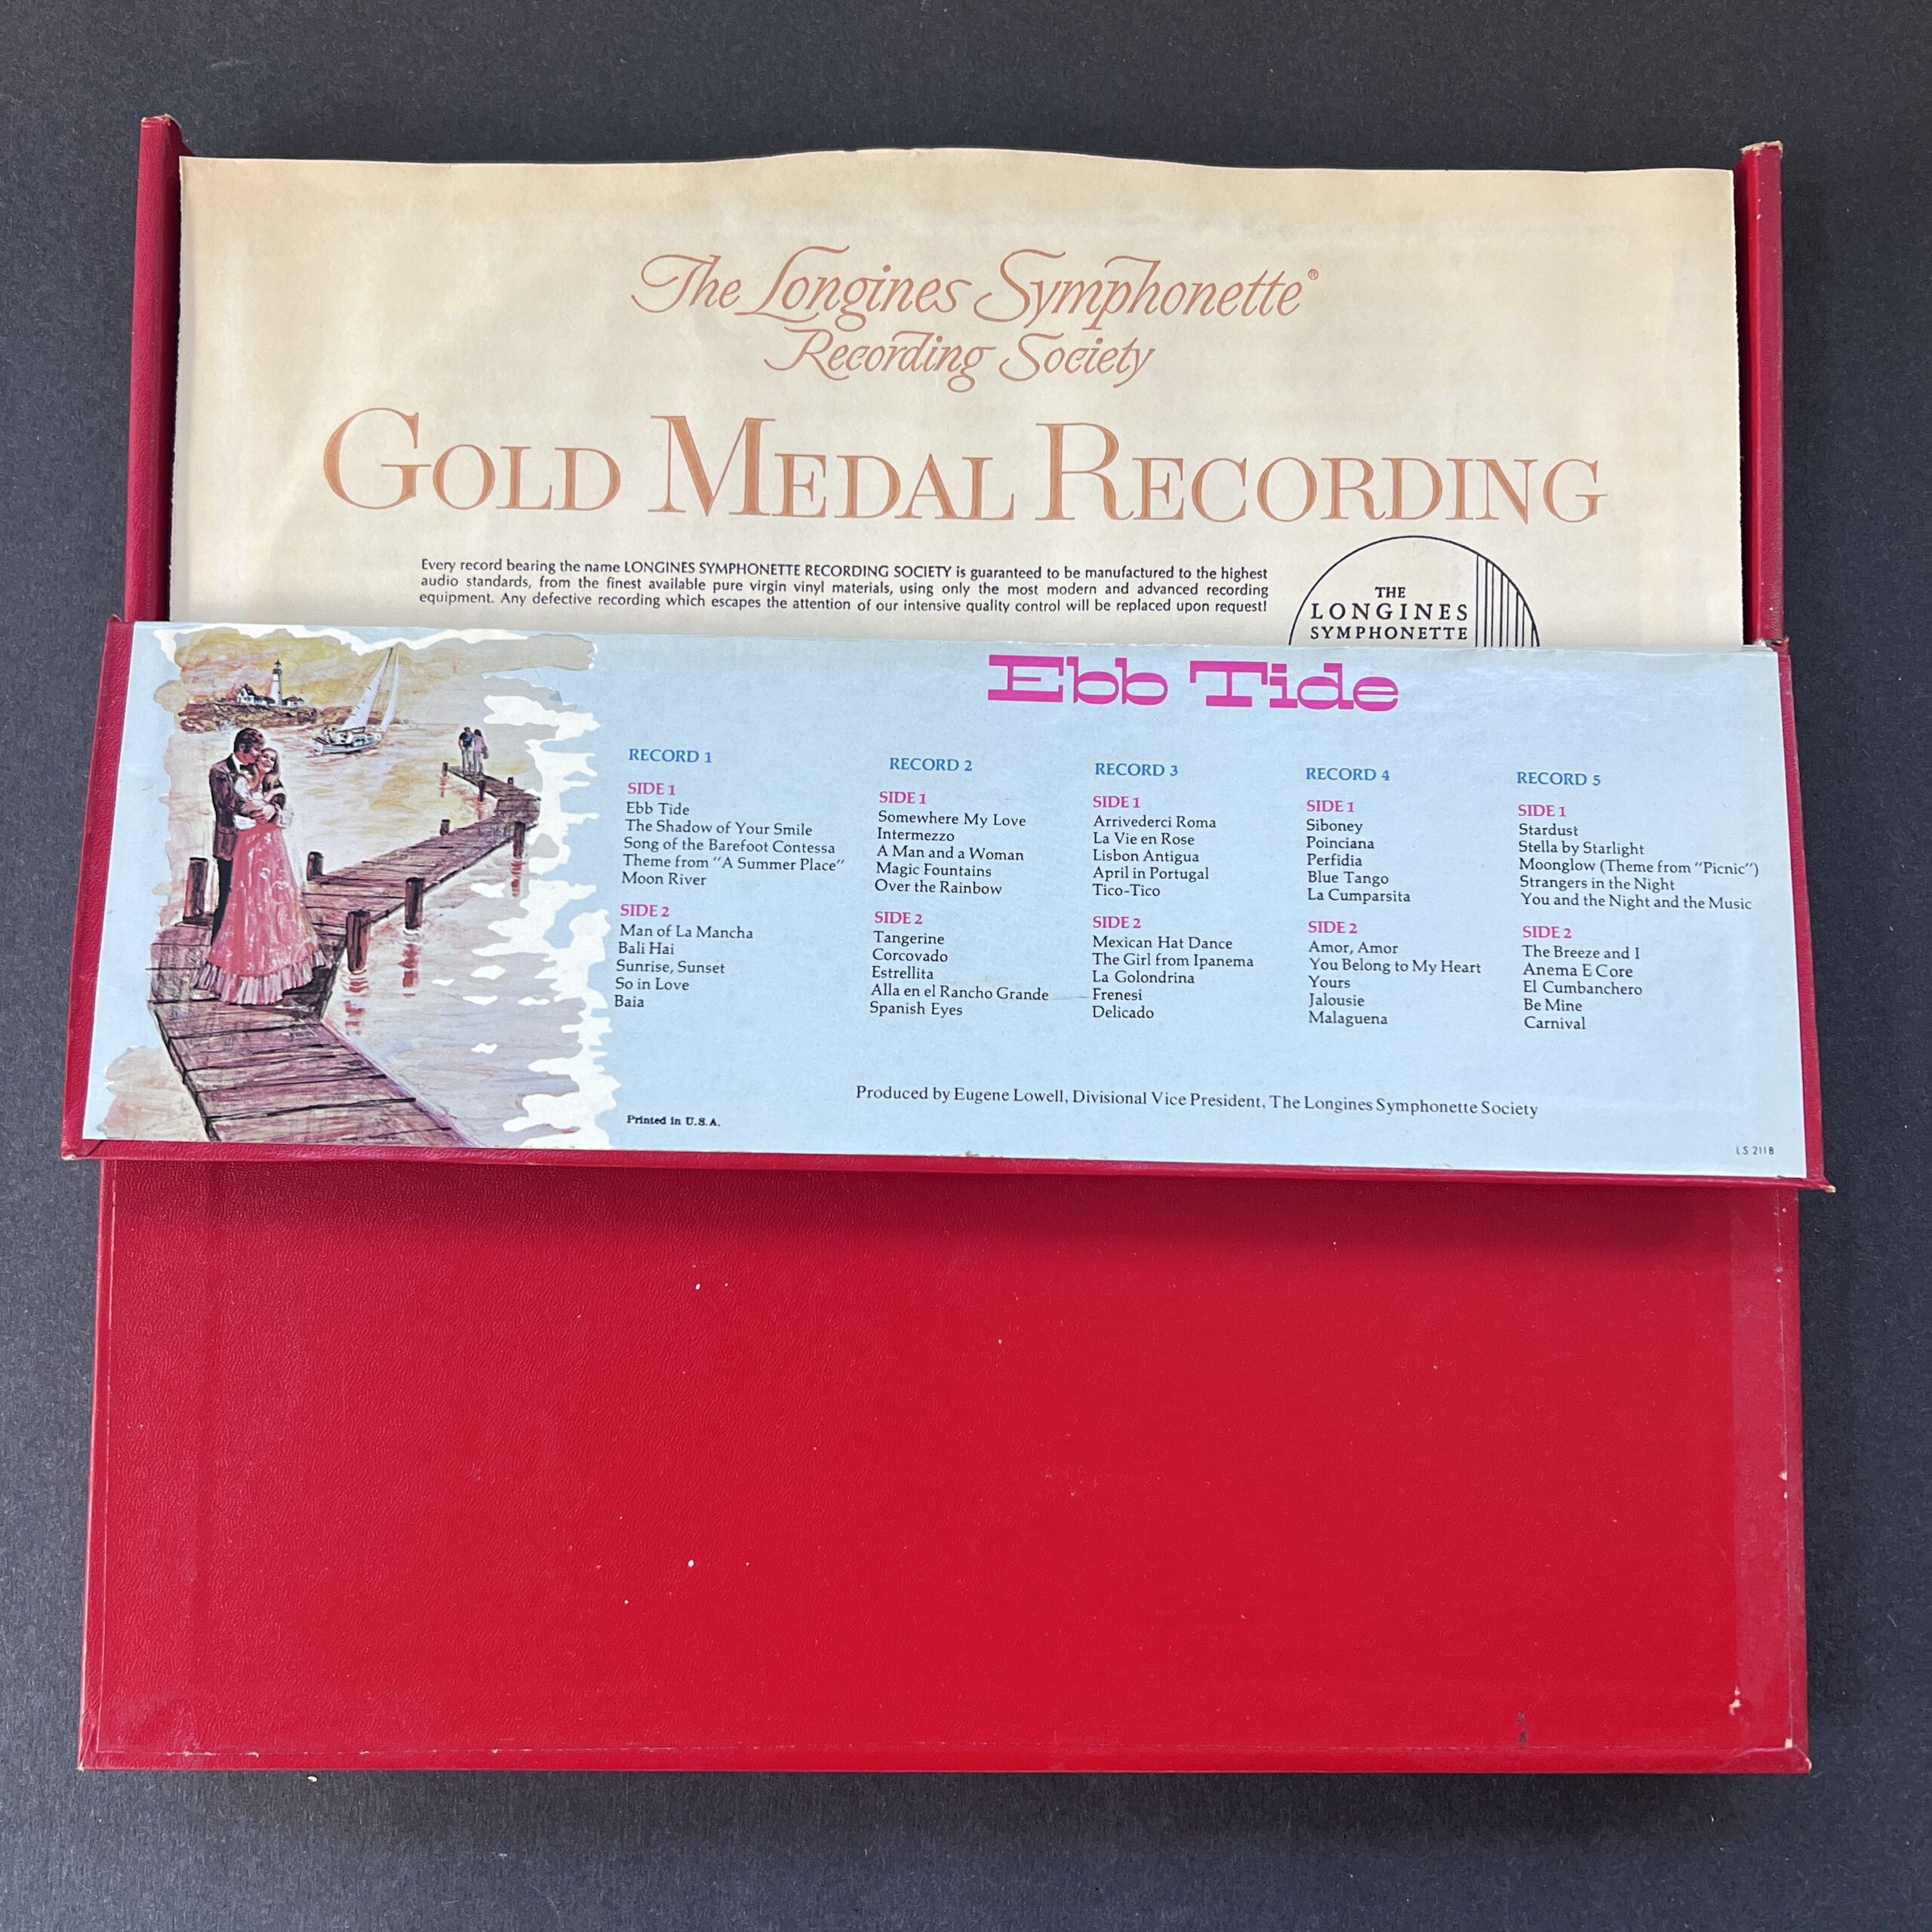 The Longines Symphonette®
Recording Society
GOLD MEDAL RECORDING
Every record bearing the name LONGINES SYMPHONETTE RECORDING SOCIETY is guaranteed to be manufactured to the highest
audio standards, from the finest available pure virgin vinyl materials, using only the most modern and advanced recording
equipment. Any defective recording which escapes the attention of our intensive quality control will be replaced upon request!
THE
LONGINES
SYMPHONETTE
Ebb Tide
RECORD 1
SIDE 1
Ebb Tide
The Shadow of Your Smile
Song of the Barefoot Contessa
Theme from "A Summer Place"
Moon River
SIDE 2
Man of La Mancha
Bali Hai
Sunrise, Sunset
So in Love
Baia
RECORD 2
SIDE 1
Somewhere My Love
Intermezzo
A Man and a Woman
Magic Fountains
Over the Rainbow
SIDE 2
Tangerine
Corcovado
Estrellita
Alla en el Rancho Grande
Spanish Eyes
RECORD 3
SIDE 1
Arrivederci Roma
La Vie en Rose
Lisbon Antigua
April in Portugal
Tico-Tico
SIDE 2
Mexican Hat Dance
The Girl from Ipanema
La Golondrina
Frenesi
Delicado
RECORD 4
SIDE 1
Siboney
Poinciana
Perfidia
Blue Tango
La Cumparsita
SIDE 2
Amor, Amor
You Belong to My Heart
Yours
Jalousie
Malaguena
RECORD 5
SIDE 1
Stardust
Stella by Starlight
Moonglow (Theme from "Picnic")
Strangers in the Night
You and the Night and the Music
SIDE 2
The Breeze and I
Anema E Core
El Cumbanchero
Be Mine
Carnival
Produced by Eugene Lowell, Divisional Vice President, The Longines Symphonette Society
Printed in U.S.A.
LS 211B